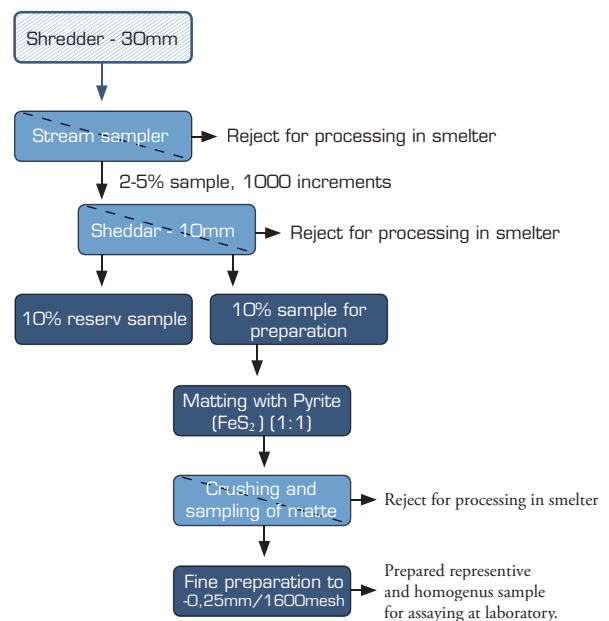 Shredder - 30mm
Stream sampler
Reject for processing in smelter
2-5% sample, 1000 increments
Sheddar - 10mm
Reject for processing in smelter
10% reserv sample
10% sample for
preparation
Matting with Pyrite
(FeS₂) (1:1)
Crushing and
sampling of matte
Reject for processing in smelter
Fine preparation to
-0,25mm/1600mesh
Prepared representive
and homogenus sample
for assaying at laboratory.